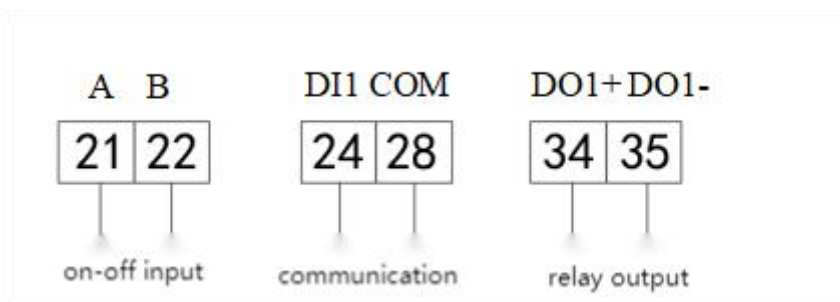 A B DI1 COM DO1+ DO1-
21 22 24 28 34 35
on-off input communication relay output